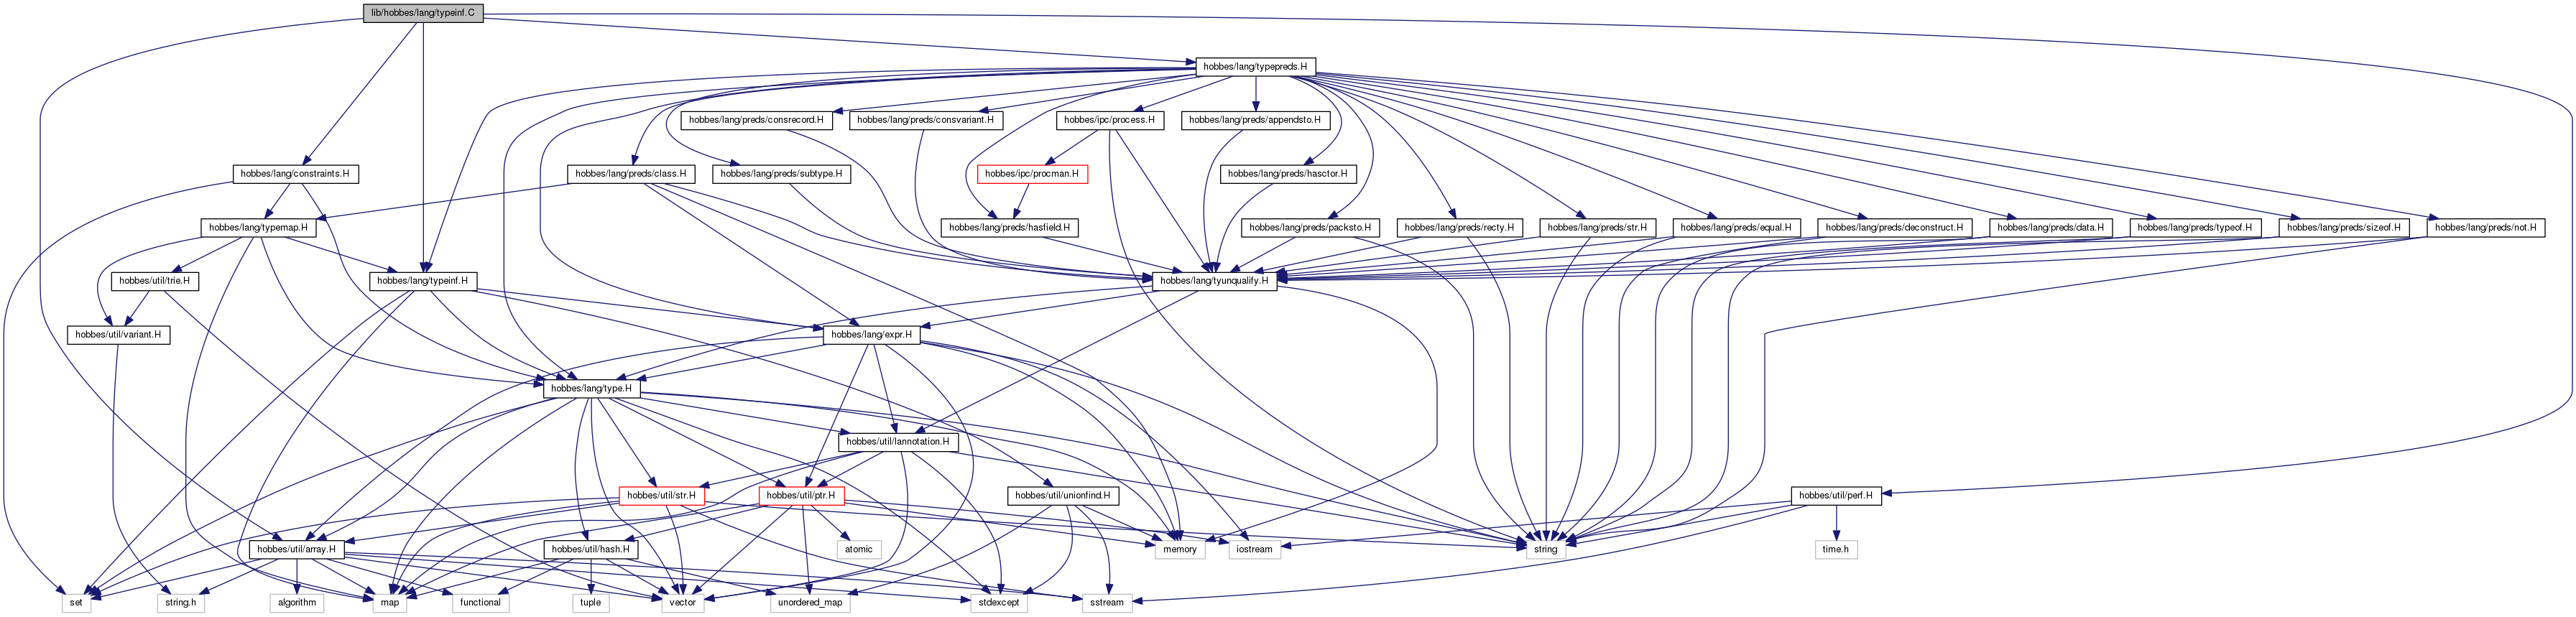 lib/hobbes/lang/typeinf.C
hobbes/lang/typepreds.H
hobbes/lang/preds/consrecord.H
hobbes/lang/preds/consvariant.H
hobbes/ipc/process.H
hobbes/lang/preds/appendsto.H
hobbes/lang/constraints.H
hobbes/lang/preds/class.H
hobbes/lang/preds/subtype.H
hobbes/ipc/procman.H
hobbes/lang/preds/hasctor.H
hobbes/lang/typemap.H
hobbes/lang/preds/hasfield.H
hobbes/lang/preds/packsto.H
hobbes/lang/preds/recty.H
hobbes/lang/preds/str.H
hobbes/lang/preds/equal.H
hobbes/lang/preds/deconstruct.H
hobbes/lang/preds/data.H
hobbes/lang/preds/typeof.H
hobbes/lang/preds/sizeof.H
hobbes/lang/preds/not.H
hobbes/util/trie.H
hobbes/lang/typeinf.H
hobbes/lang/tyunqualify.H
hobbes/util/variant.H
hobbes/lang/expr.H
hobbes/lang/type.H
hobbes/util/lannotation.H
hobbes/util/str.H
hobbes/util/ptr.H
hobbes/util/unionfind.H
hobbes/util/perf.H
hobbes/util/array.H
hobbes/util/hash.H
atomic
memory
iostream
string
time.h
set
string.h
algorithm
map
functional
tuple
vector
unordered_map
stdexcept
sstream